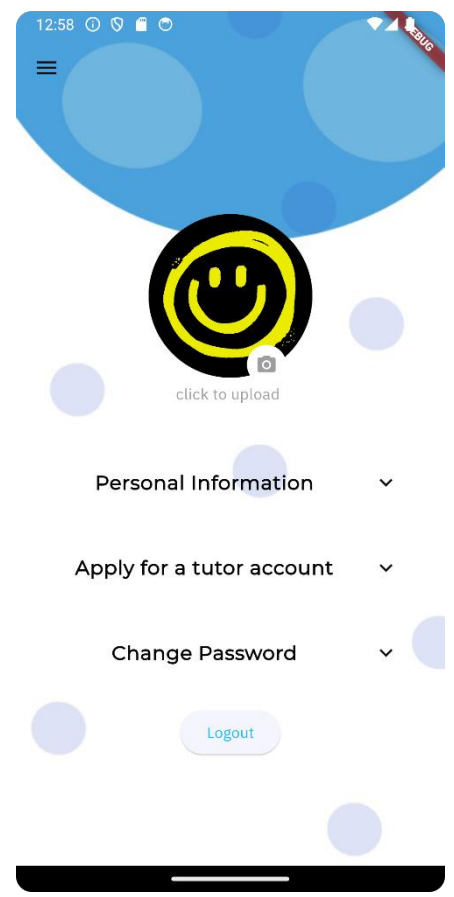 12:58
DEBUG
click to upload
Personal Information
Apply for a tutor account
Change Password
Logout